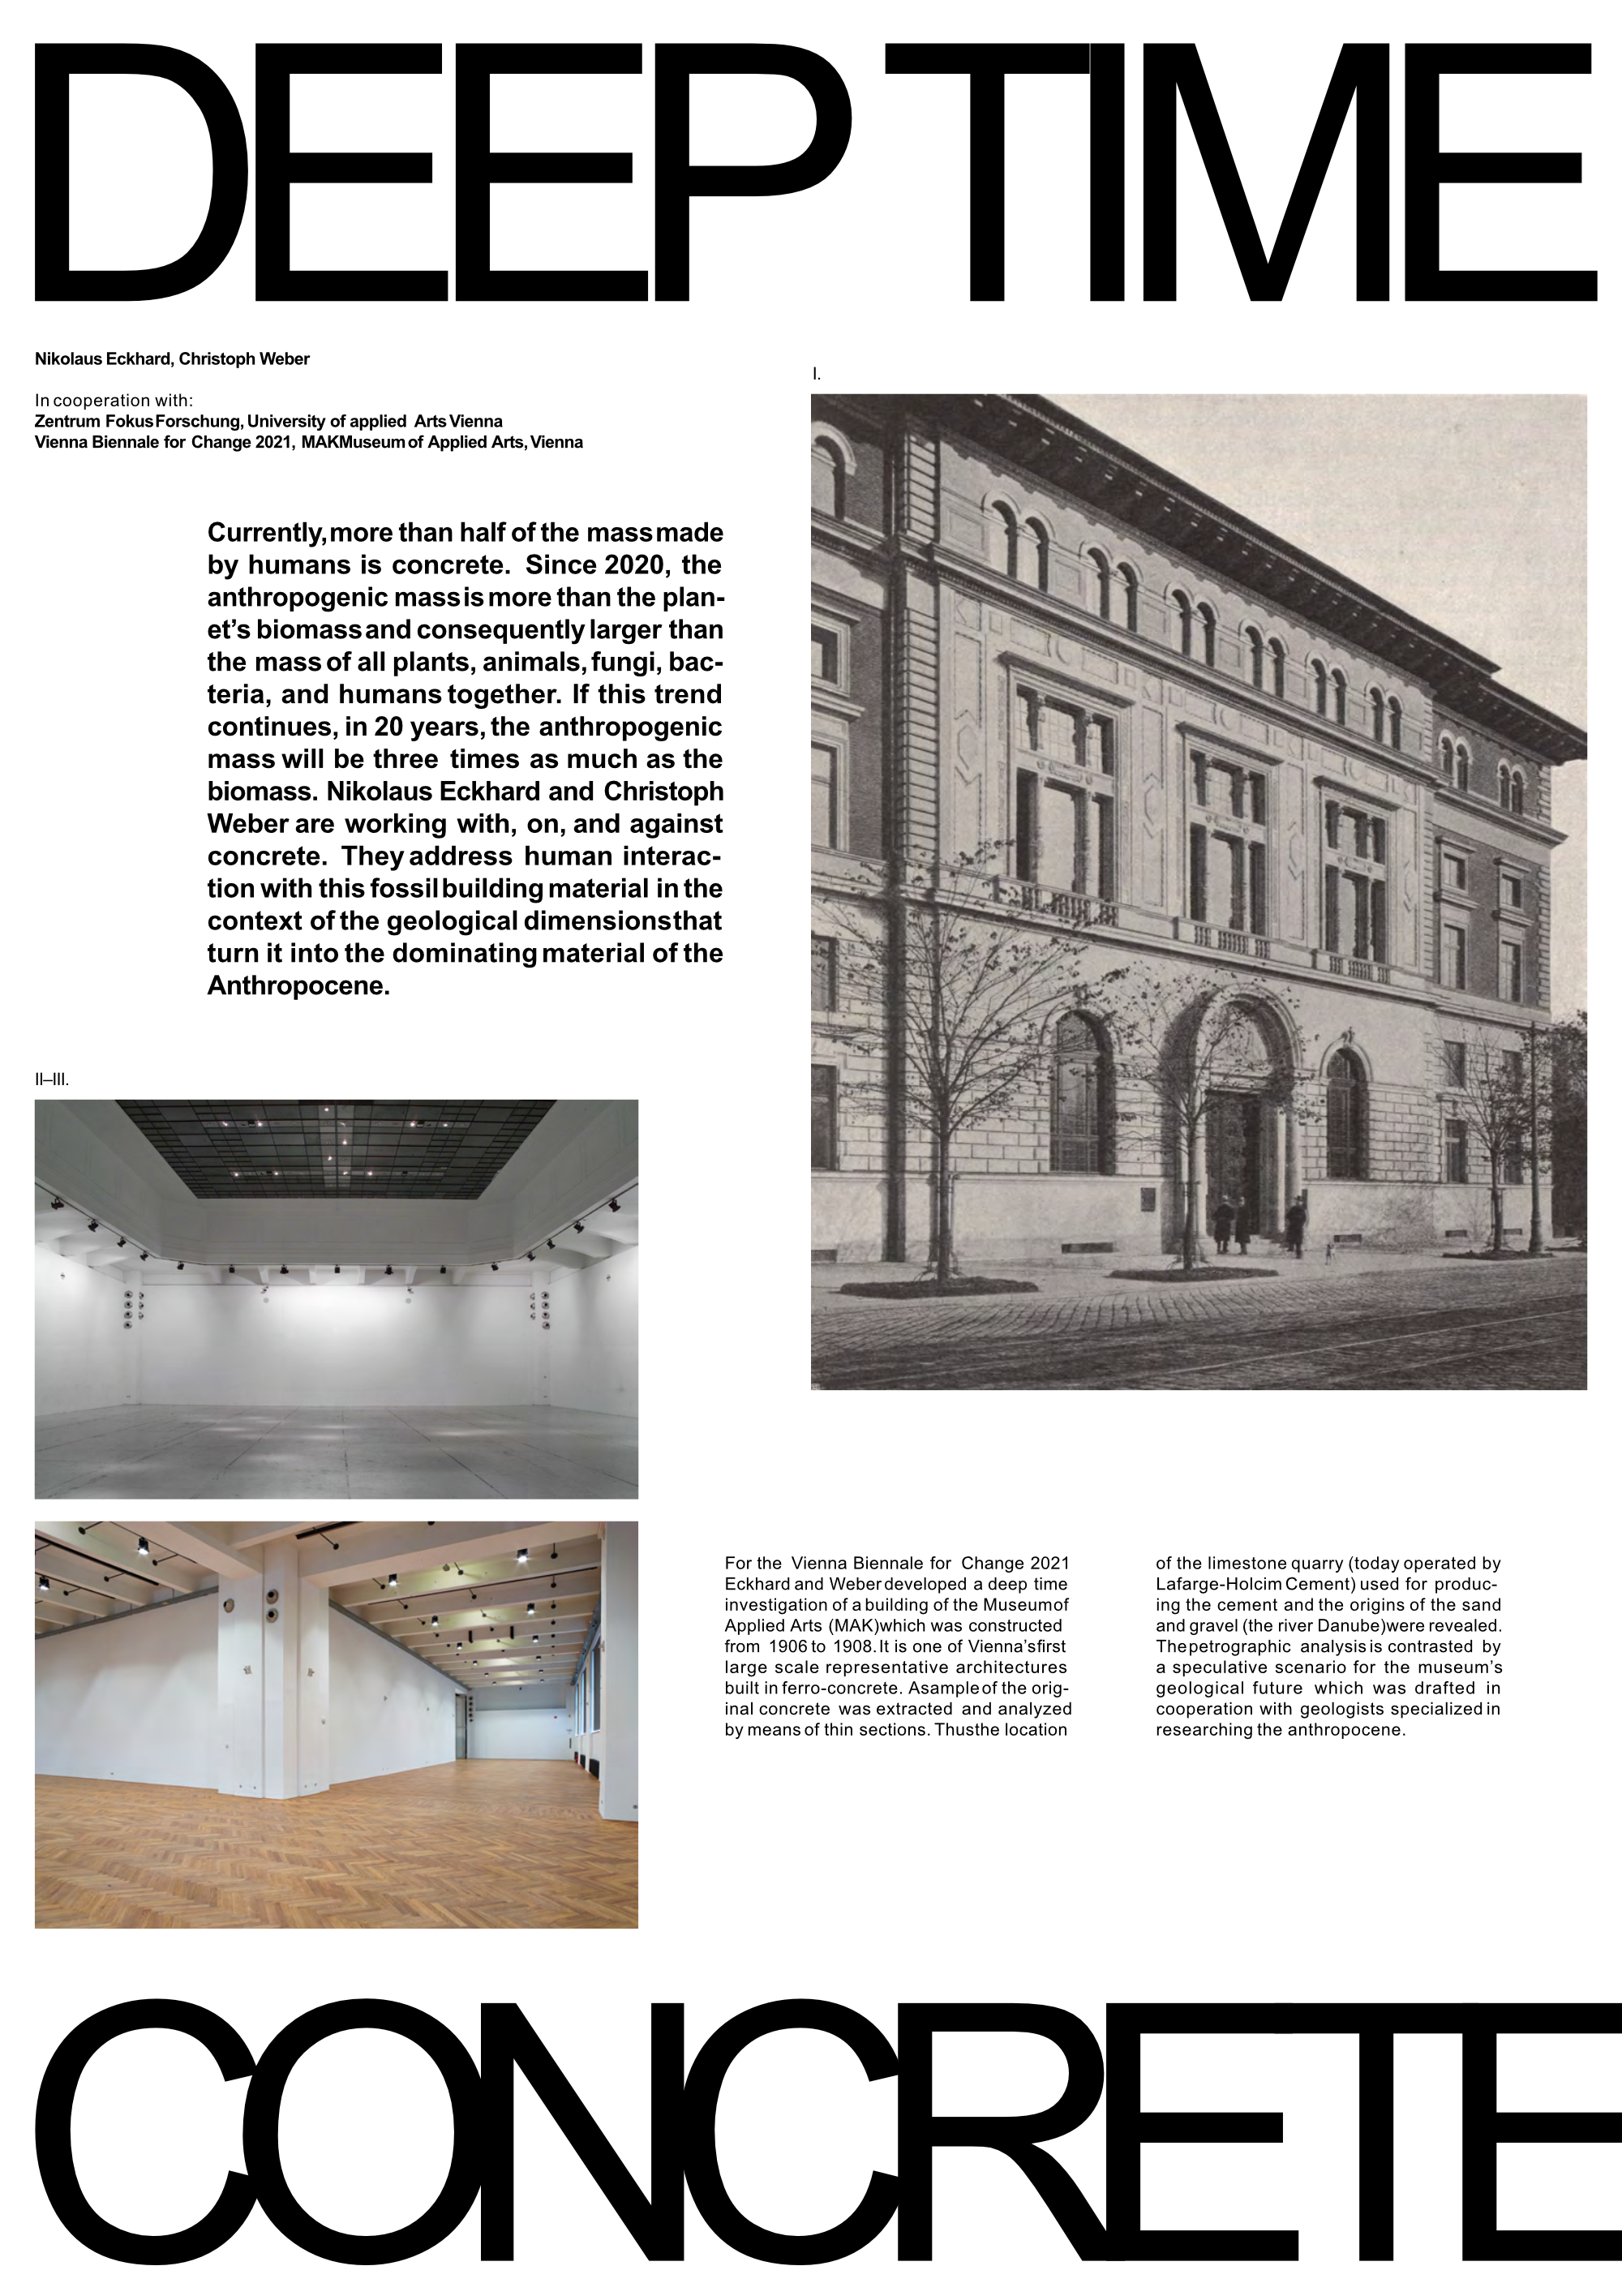 DEEP TIME
Nikolaus Eckhard, Christoph Weber
In cooperation with:
Zentrum Fokus Forschung, University of applied Arts Vienna
Vienna Biennale for Change 2021, MAK Museum of Applied Arts, Vienna
I.
Currently, more than half of the mass made
by humans is concrete. Since 2020, the
anthropogenic mass is more than the plan-
et’s biomass and consequently larger than
the mass of all plants, animals, fungi, bac-
teria, and humans together. If this trend
continues, in 20 years, the anthropogenic
mass will be three times as much as the
biomass. Nikolaus Eckhard and Christoph
Weber are working with, on, and against
concrete. They address human interac-
tion with this fossil building material in the
context of the geological dimensions that
turn it into the dominating material of the
Anthropocene.
II–III.
For the Vienna Biennale for Change 2021
Eckhard and Weber developed a deep time
investigation of a building of the Museum of
Applied Arts (MAK) which was constructed
from 1906 to 1908. It is one of Vienna’s first
large scale representative architectures
built in ferro-concrete. A sample of the orig-
inal concrete was extracted and analyzed
by means of thin sections. Thus the location
of the limestone quarry (today operated by
Lafarge-Holcim Cement) used for produc-
ing the cement and the origins of the sand
and gravel (the river Danube) were revealed.
The petrographic analysis is contrasted by
a speculative scenario for the museum’s
geological future which was drafted in
cooperation with geologists specialized in
researching the anthropocene.
CONCRETE